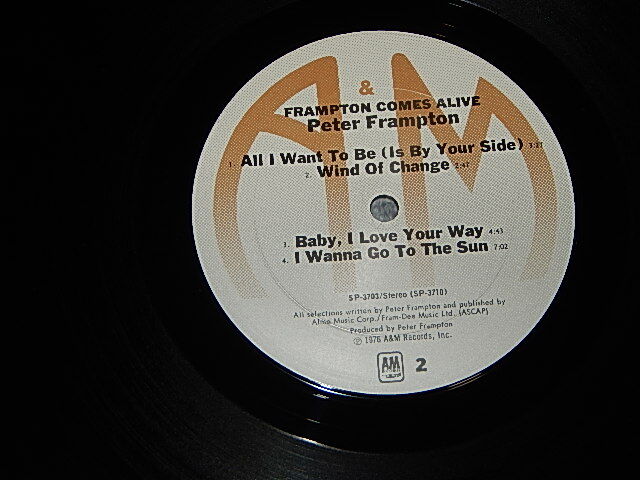 &
FRAMPTON COMES ALIVE
Peter Frampton
1. All I Want To Be (Is By Your Side) 3:27
2. Wind Of Change 2:47
3. Baby, I Love Your Way 4:43
4. I Wanna Go To The Sun 7:02
SP-3703/Stereo (SP-3710)
All selections written by Peter Frampton and published by
Almo Music Corp./Fram-Dee Music Ltd. (ASCAP)
Produced by Peter Frampton
℗ 1976 A&M Records, Inc.
AM 2